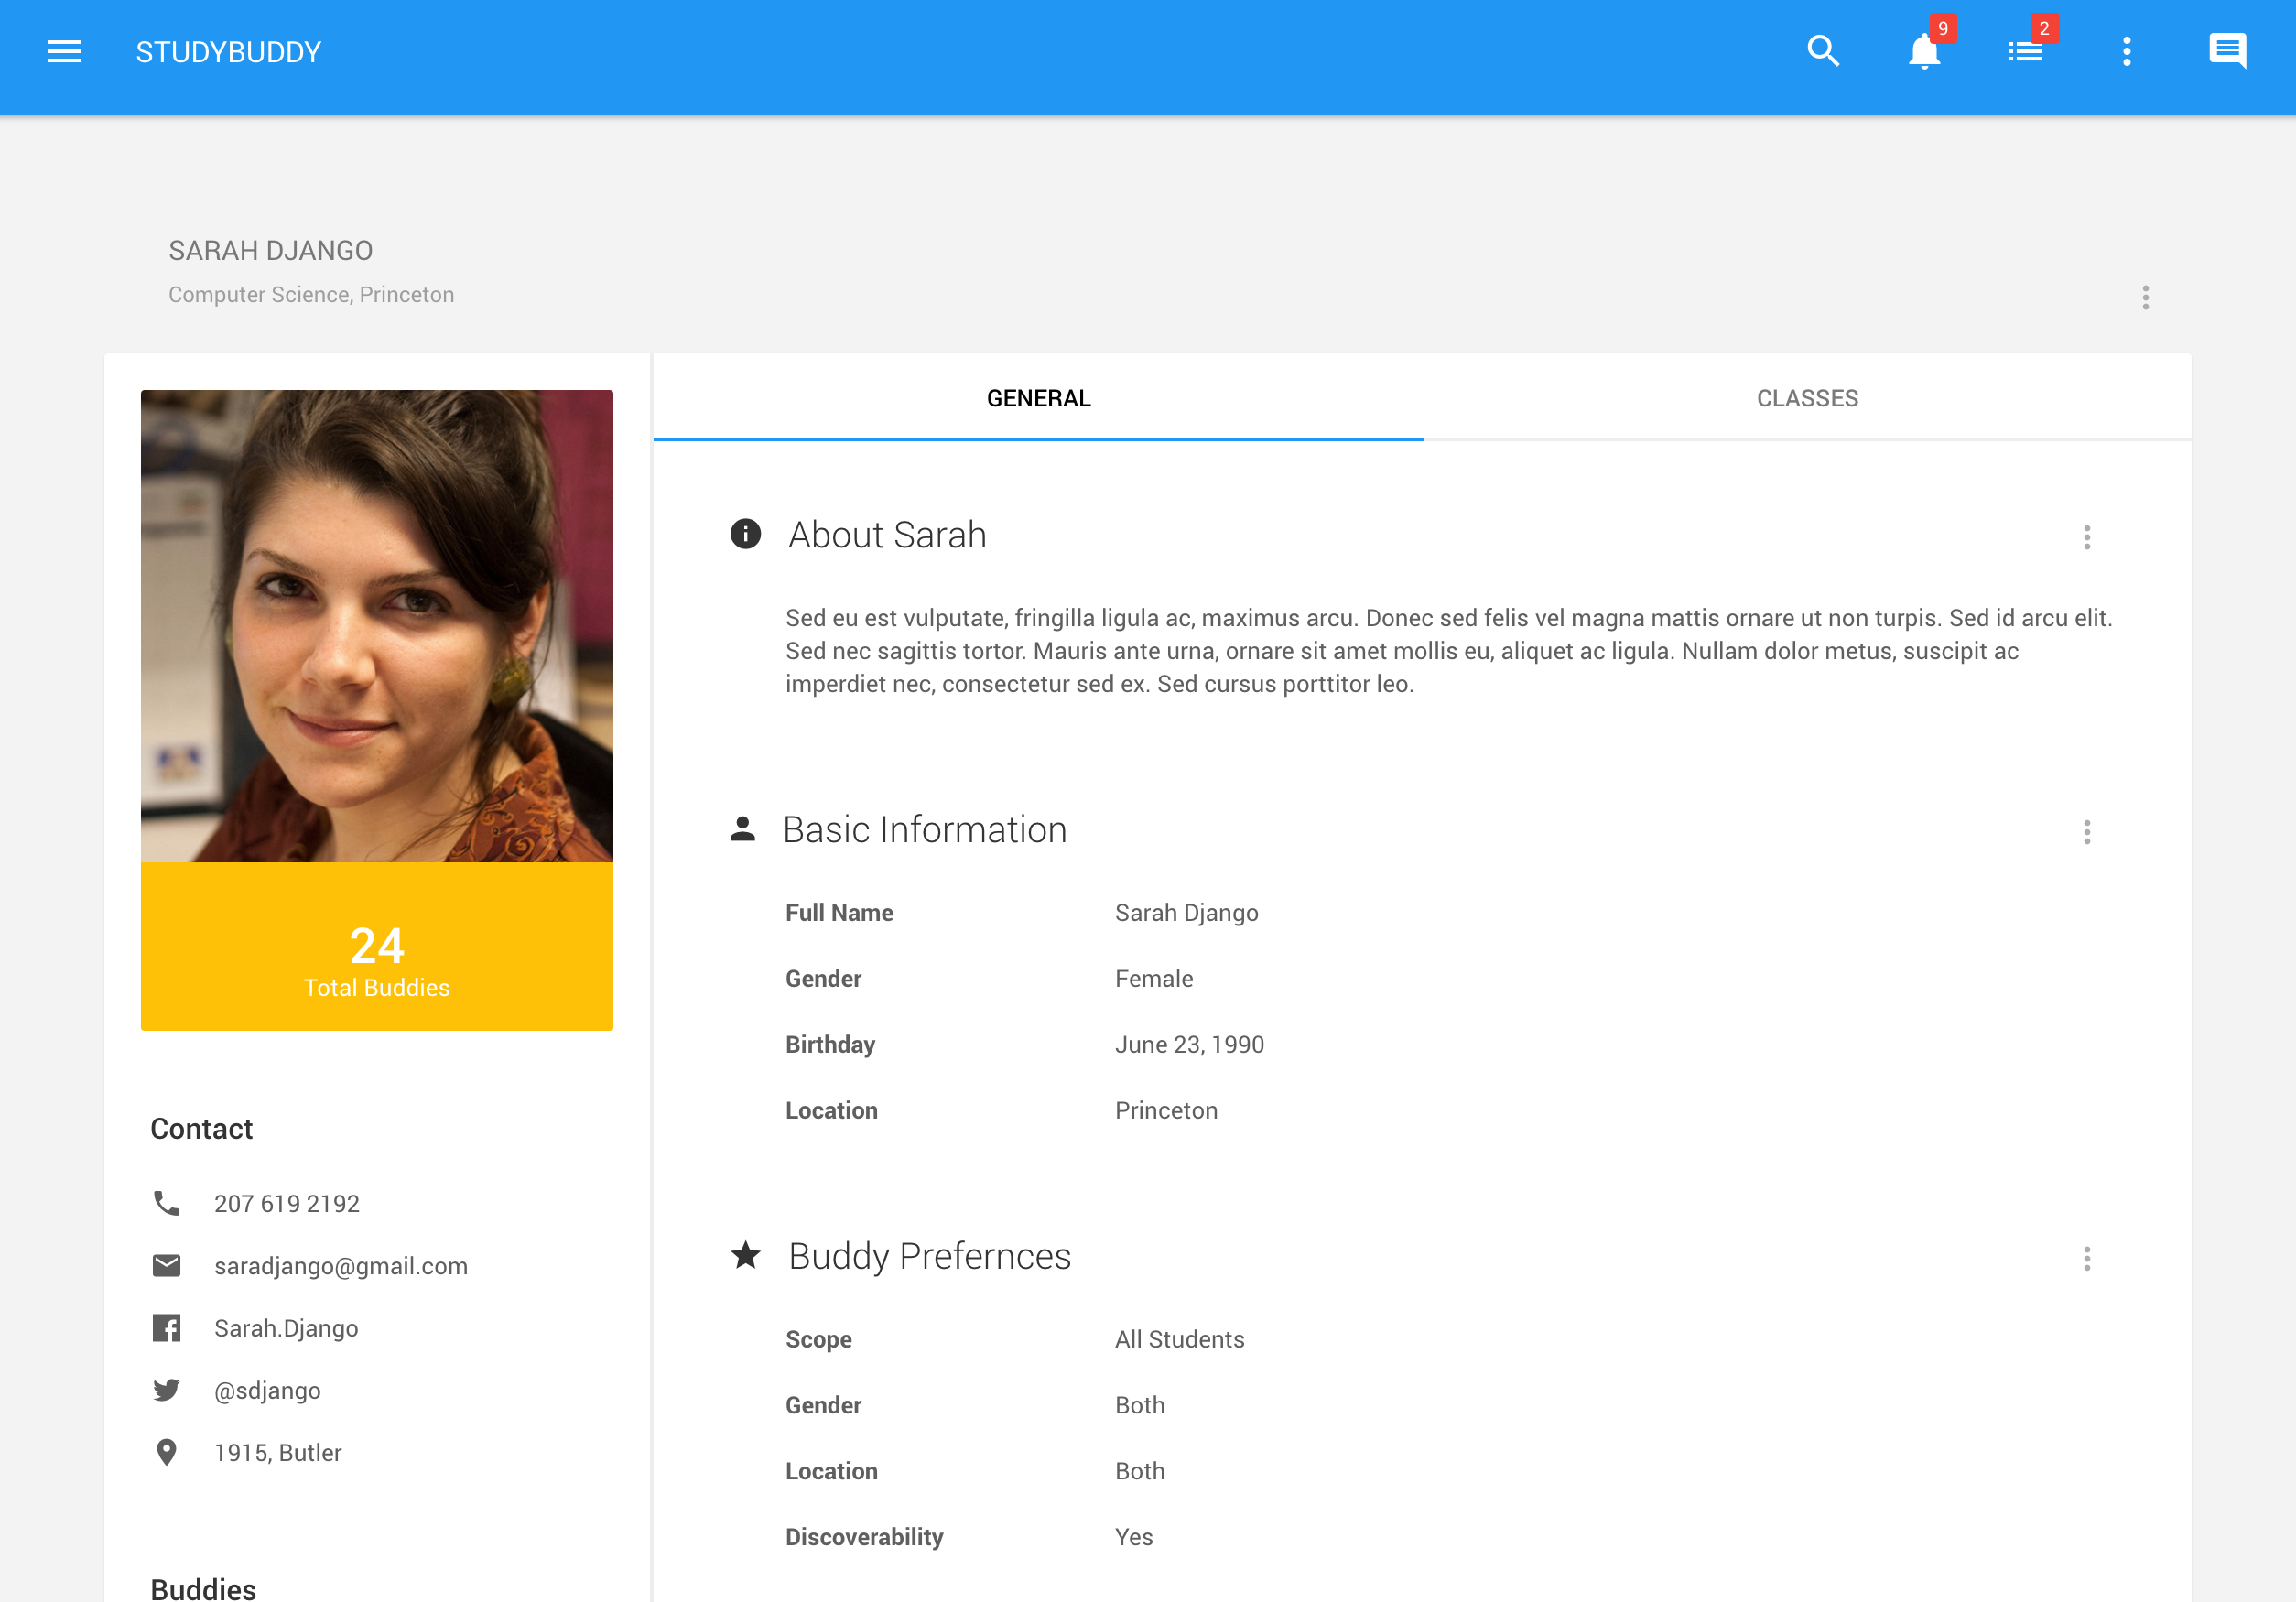 STUDYBUDDY
9
2
SARAH DJANGO
Computer Science, Princeton
24
Total Buddies
Contact
207 619 2192
saradjango@gmail.com
Sarah.Django
@sdjango
1915, Butler
Buddies
GENERAL
CLASSES
About Sarah
Sed eu est vulputate, fringilla ligula ac, maximus arcu. Donec sed felis vel magna mattis ornare ut non turpis. Sed id arcu elit.
Sed nec sagittis tortor. Mauris ante urna, ornare sit amet mollis eu, aliquet ac ligula. Nullam dolor metus, suscipit ac
imperdiet nec, consectetur sed ex. Sed cursus porttitor leo.
Basic Information
Full Name Sarah Django
Gender Female
Birthday June 23, 1990
Location Princeton
Buddy Prefernces
Scope All Students
Gender Both
Location Both
Discoverability Yes